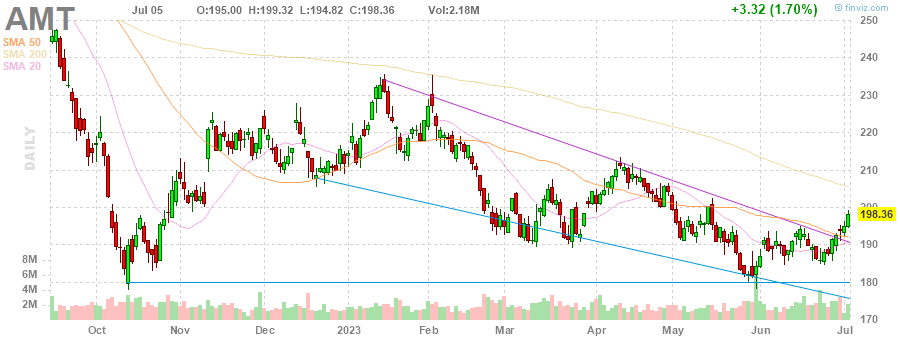 AMT Jul 05 O:195.00 H:199.32 L:194.82 C:198.36 Vol:2.18M +3.32 (1.70%) @ finviz.com
SMA 50
SMA 200
SMA 20
DAILY
250
240
230
220
210
200
198.36
190
180
170
8M
6M
4M
2M
Oct Nov Dec 2023 Feb Mar Apr May Jun Jul